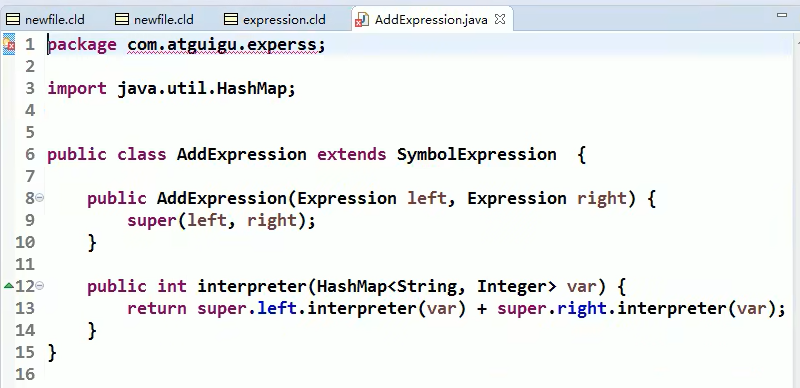 newfile.cld newfile.cld expression.cld AddExpression.java
1 package com.atguigu.experss;
2
3 import java.util.HashMap;
4
5
6 public class AddExpression extends SymbolExpression {
7
8 public AddExpression(Expression left, Expression right) {
9 super(left, right);
10 }
11
12 public int interpreter(HashMap<String, Integer> var) {
13 return super.left.interpreter(var) + super.right.interpreter(var);
14 }
15 }
16